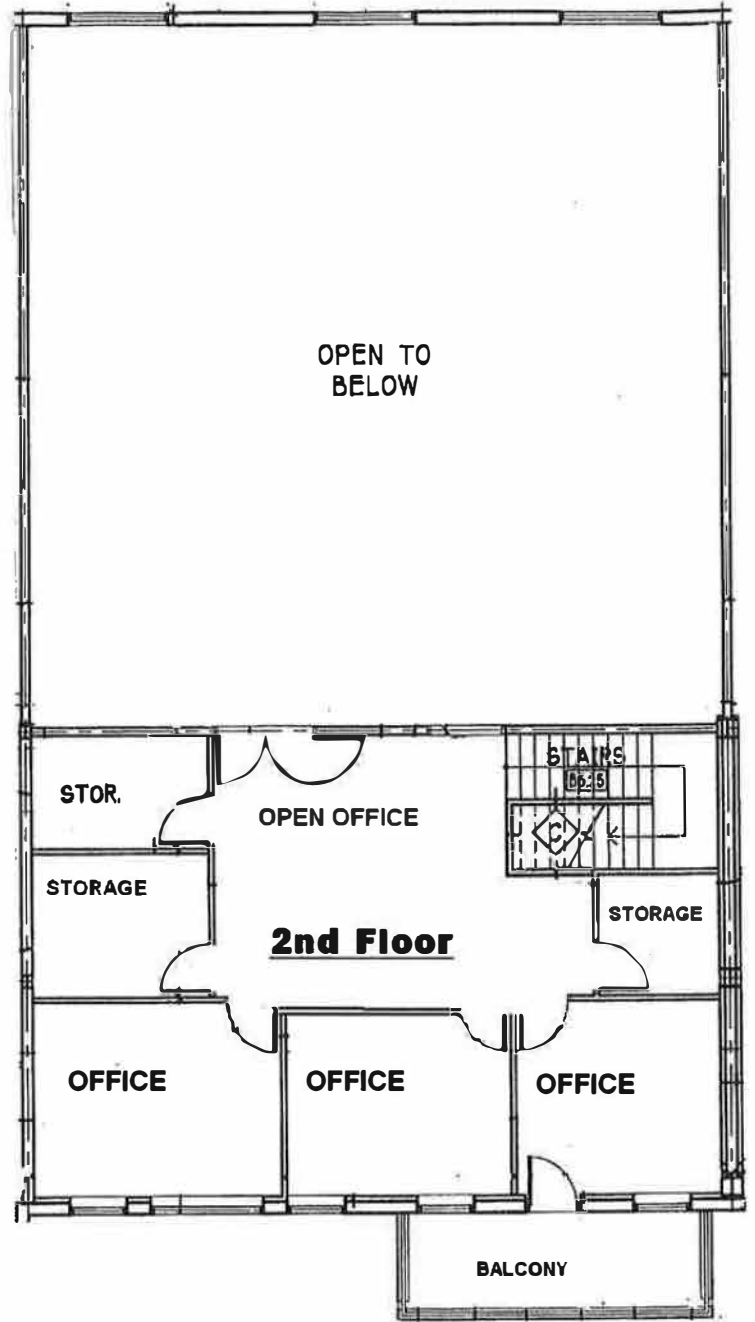 OPEN TO
BELOW
STAIRS
STOR.
OPEN OFFICE
C
STORAGE
STORAGE
2nd Floor
OFFICE
OFFICE
OFFICE
BALCONY